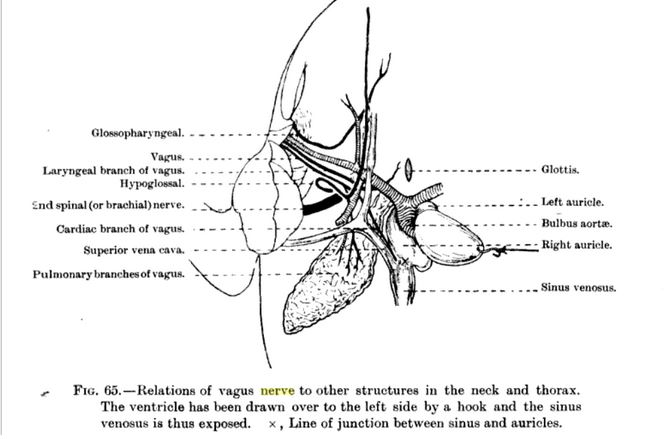 Glossopharyngeal.
Vagus.
Laryngeal branch of vagus.
Hypoglossal.
2nd spinal (or brachial) nerve.
Cardiac branch of vagus.
Superior vena cava.
Pulmonary branches of vagus.
Glottis.
Left auricle.
Bulbus aortæ.
Right auricle.
Sinus venosus.
FIG. 65.—Relations of vagus nerve to other structures in the neck and thorax.
The ventricle has been drawn over to the left side by a hook and the sinus
venosus is thus exposed. ×, Line of junction between sinus and auricles.